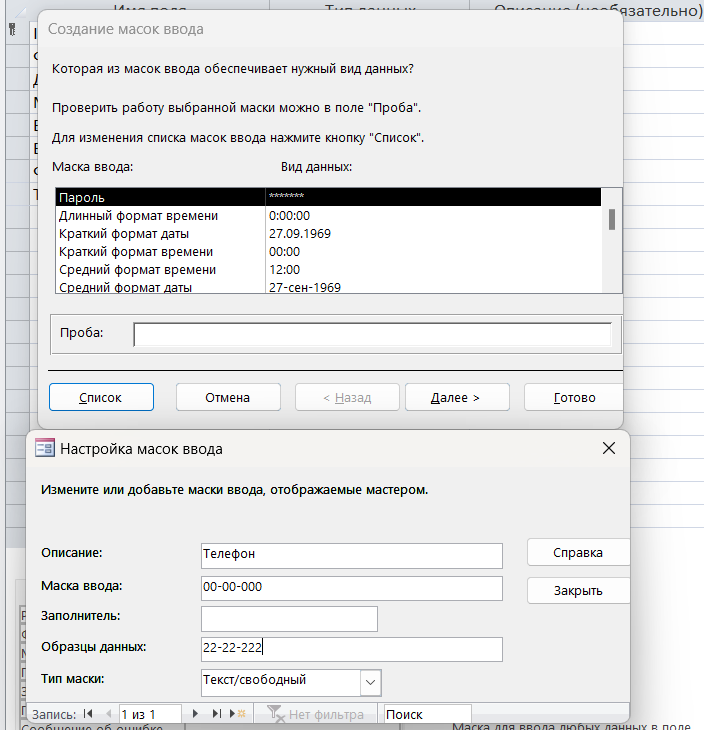 Имя поля Тип данных Описание (необязательно)
Создание масок ввода
Которая из масок ввода обеспечивает нужный вид данных?
Проверить работу выбранной маски можно в поле "Проба".
Для изменения списка масок ввода нажмите кнопку "Список".
Маска ввода: Вид данных:
Пароль *******
Длинный формат времени 0:00:00
Краткий формат даты 27.09.1969
Краткий формат времени 00:00
Средний формат времени 12:00
Средний формат даты 27-сен-1969
Проба:
Список Отмена < Назад Далее > Готово
Настройка масок ввода
Измените или добавьте маски ввода, отображаемые мастером.
Описание: Телефон Справка
Маска ввода: 00-00-000 Закрыть
Заполнитель:
Образцы данных: 22-22-222
Тип маски: Текст/свободный
Запись: 1 из 1 Нет фильтра Поиск
Сообщение об ошибке Маска для ввода любых данных в поле